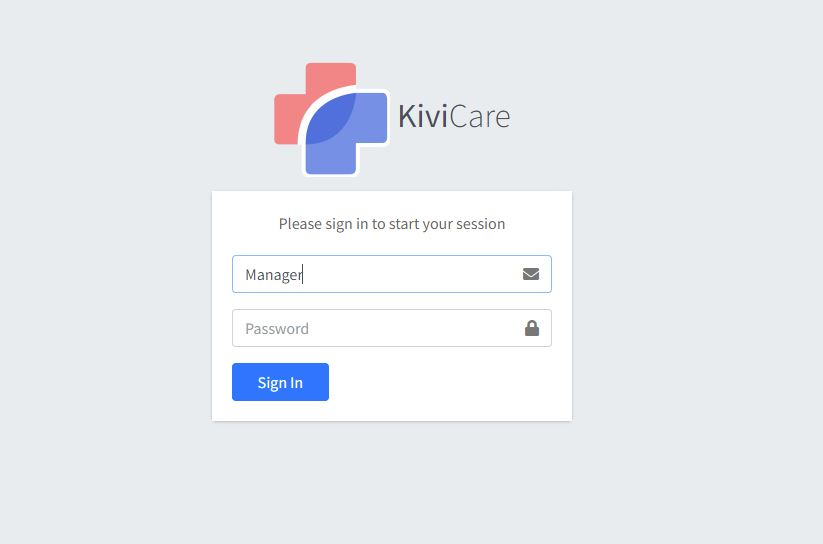 KiviCare
Please sign in to start your session
Manager
Password
Sign In